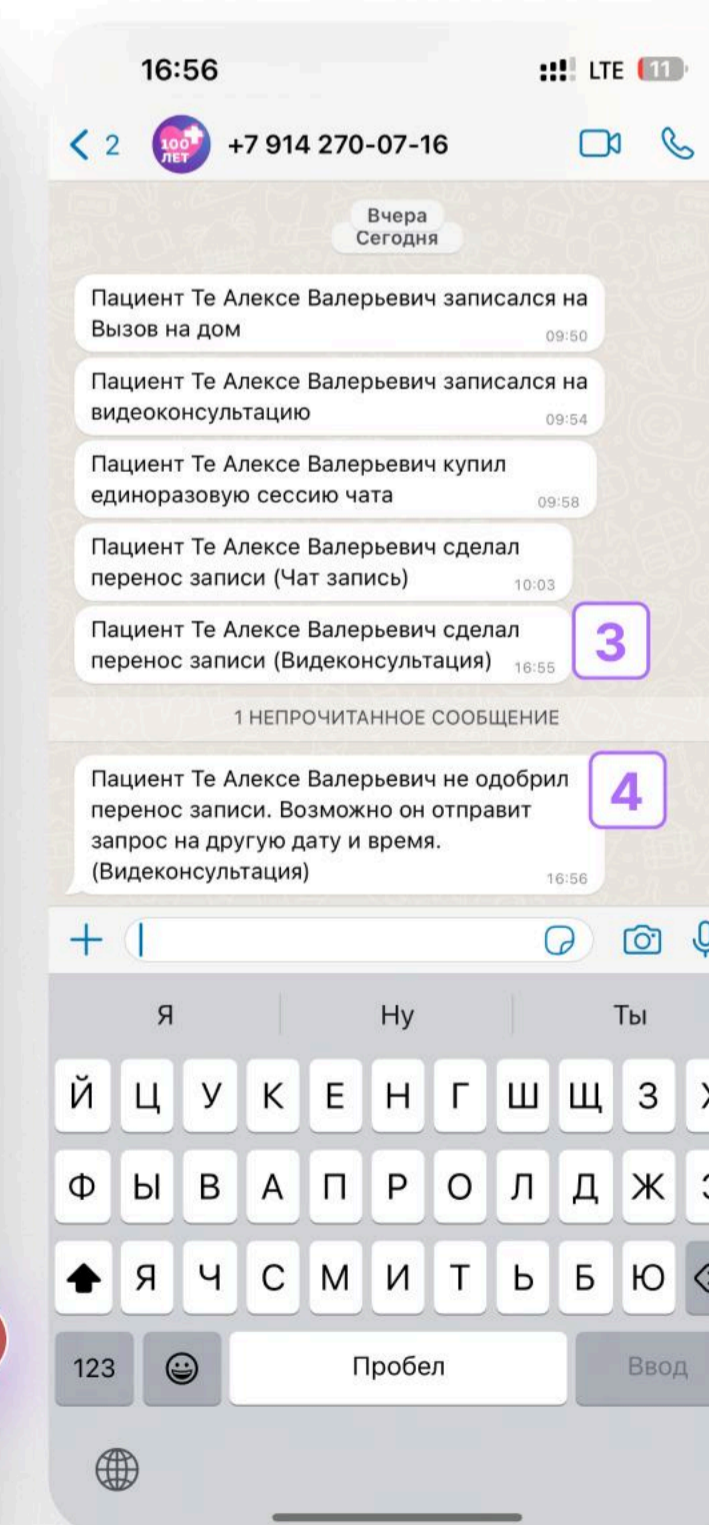 16:56
LTE 11
2
100+
ЛЕТ
+7 914 270-07-16
Вчера
Сегодня
Пациент Те Алексе Валерьевич записался на
Вызов на дом
09:50
Пациент Те Алексе Валерьевич записался на
видеоконсультацию
09:54
Пациент Те Алексе Валерьевич купил
единоразовую сессию чата
09:58
Пациент Те Алексе Валерьевич сделал
перенос записи (Чат запись)
10:03
Пациент Те Алексе Валерьевич сделал
перенос записи (Видеконсультация)
16:55
3
1 НЕПРОЧИТАННОЕ СООБЩЕНИЕ
Пациент Те Алексе Валерьевич не одобрил
перенос записи. Возможно он отправит
запрос на другую дату и время.
(Видеконсультация)
16:56
4
Я Ну Ты
Й Ц У К Е Н Г Ш Щ З Х
Ф Ы В А П Р О Л Д Ж Э
Я Ч С М И Т Ь Б Ю
123 Пробел Ввод